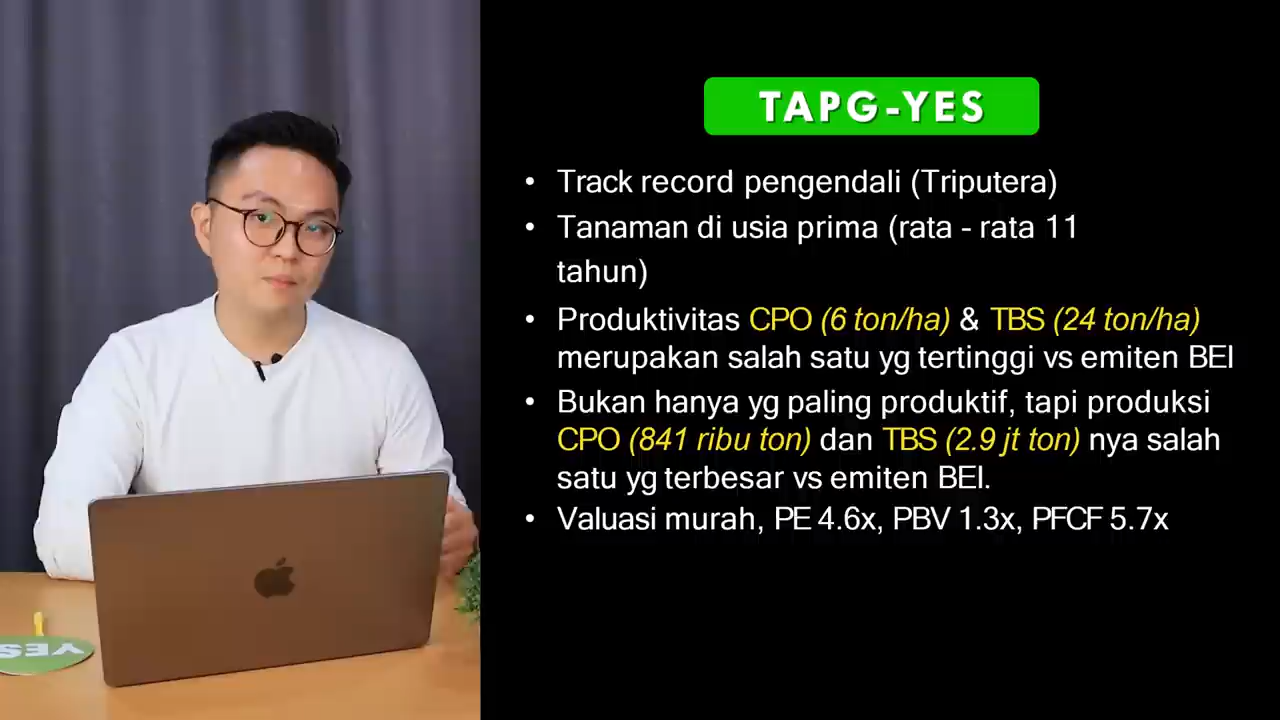 TAPG-YES
• Track record pengendali (Triputera)
• Tanaman di usia prima (rata - rata 11
tahun)
• Produktivitas CPO (6 ton/ha) & TBS (24 ton/ha)
merupakan salah satu yg tertinggi vs emiten BEI
• Bukan hanya yg paling produktif, tapi produksi
CPO (841 ribu ton) dan TBS (2.9 jt ton) nya salah
satu yg terbesar vs emiten BEI.
• Valuasi murah, PE 4.6x, PBV 1.3x, PFCF 5.7x
YES